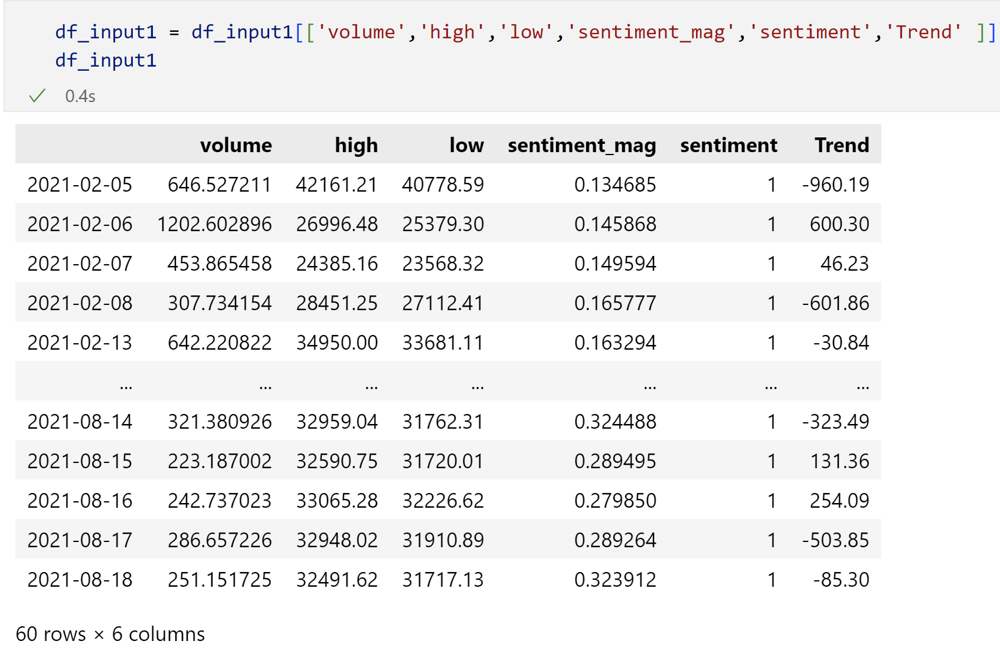 df_input1 = df_input1[['volume','high','low','sentiment_mag','sentiment','Trend' ]]
df_input1
0.4s
volume high low sentiment_mag sentiment Trend
2021-02-05 646.527211 42161.21 40778.59 0.134685 1 -960.19
2021-02-06 1202.602896 26996.48 25379.30 0.145868 1 600.30
2021-02-07 453.865458 24385.16 23568.32 0.149594 1 46.23
2021-02-08 307.734154 28451.25 27112.41 0.165777 1 -601.86
2021-02-13 642.220822 34950.00 33681.11 0.163294 1 -30.84
... ... ... ... ... ... ...
2021-08-14 321.380926 32959.04 31762.31 0.324488 1 -323.49
2021-08-15 223.187002 32590.75 31720.01 0.289495 1 131.36
2021-08-16 242.737023 33065.28 32226.62 0.279850 1 254.09
2021-08-17 286.657226 32948.02 31910.89 0.289264 1 -503.85
2021-08-18 251.151725 32491.62 31717.13 0.323912 1 -85.30
60 rows × 6 columns